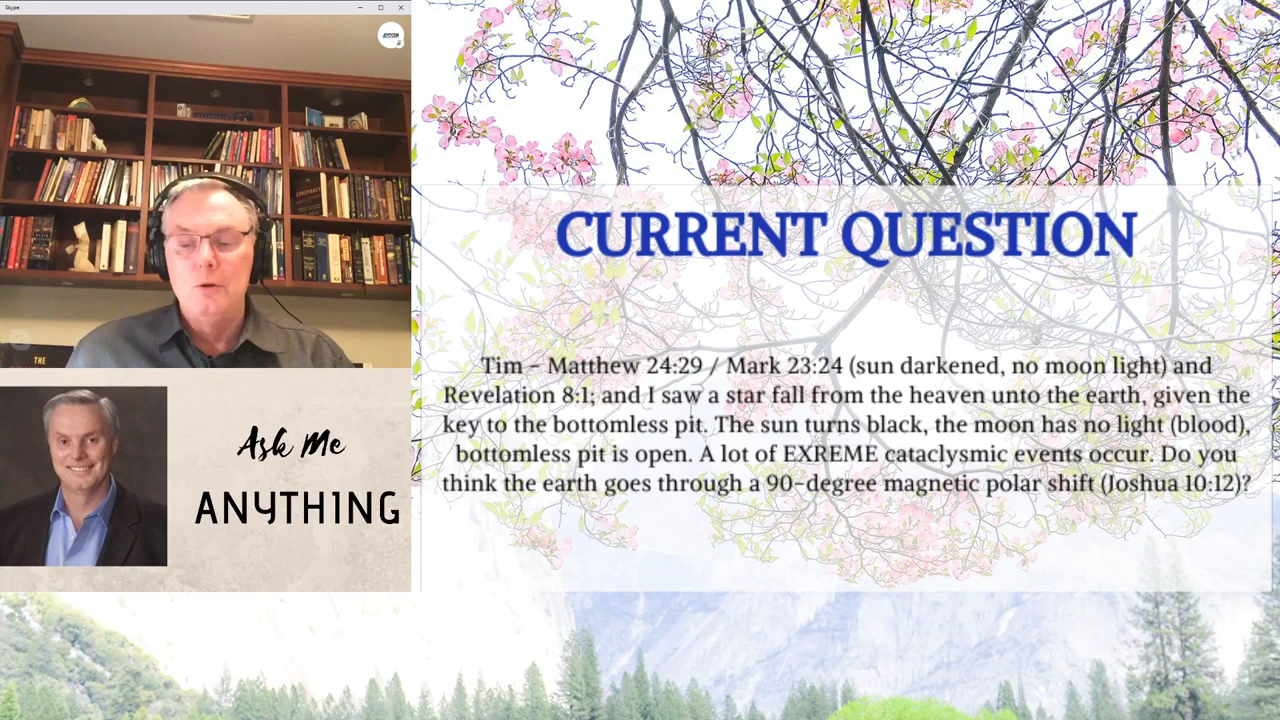 Skype
CURRENT QUESTION
Tim – Matthew 24:29 / Mark 23:24 (sun darkened, no moon light) and
Revelation 8:1; and I saw a star fall from the heaven unto the earth, given the
key to the bottomless pit. The sun turns black, the moon has no light (blood),
bottomless pit is open. A lot of EXREME cataclysmic events occur. Do you
think the earth goes through a 90-degree magnetic polar shift (Joshua 10:12)?
CONSPIRACY
THE
Ask Me
ANYTHING